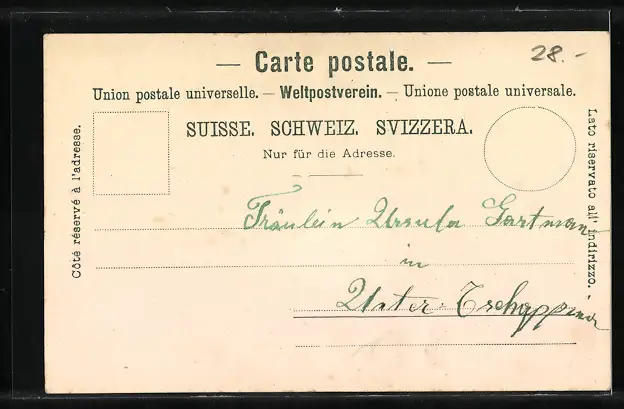 28.-
— Carte postale. —
Union postale universelle. — Weltpostverein. — Unione postale universale.
SUISSE. SCHWEIZ. SVIZZERA.
Nur für die Adresse.
Côté réservé à l'adresse.
Lato riservato all' indirizzo.
Fräulein Ursula Gartman
in
Unter-Tschappina